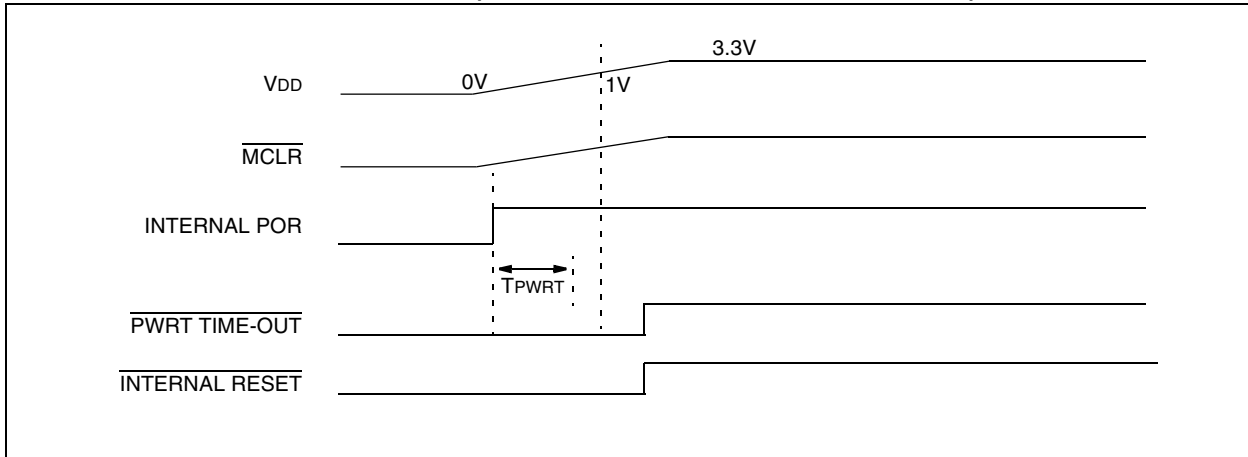 3.3V
VDD
0V
1V
MCLR
INTERNAL POR
TPWRT
PWRT TIME-OUT
INTERNAL RESET